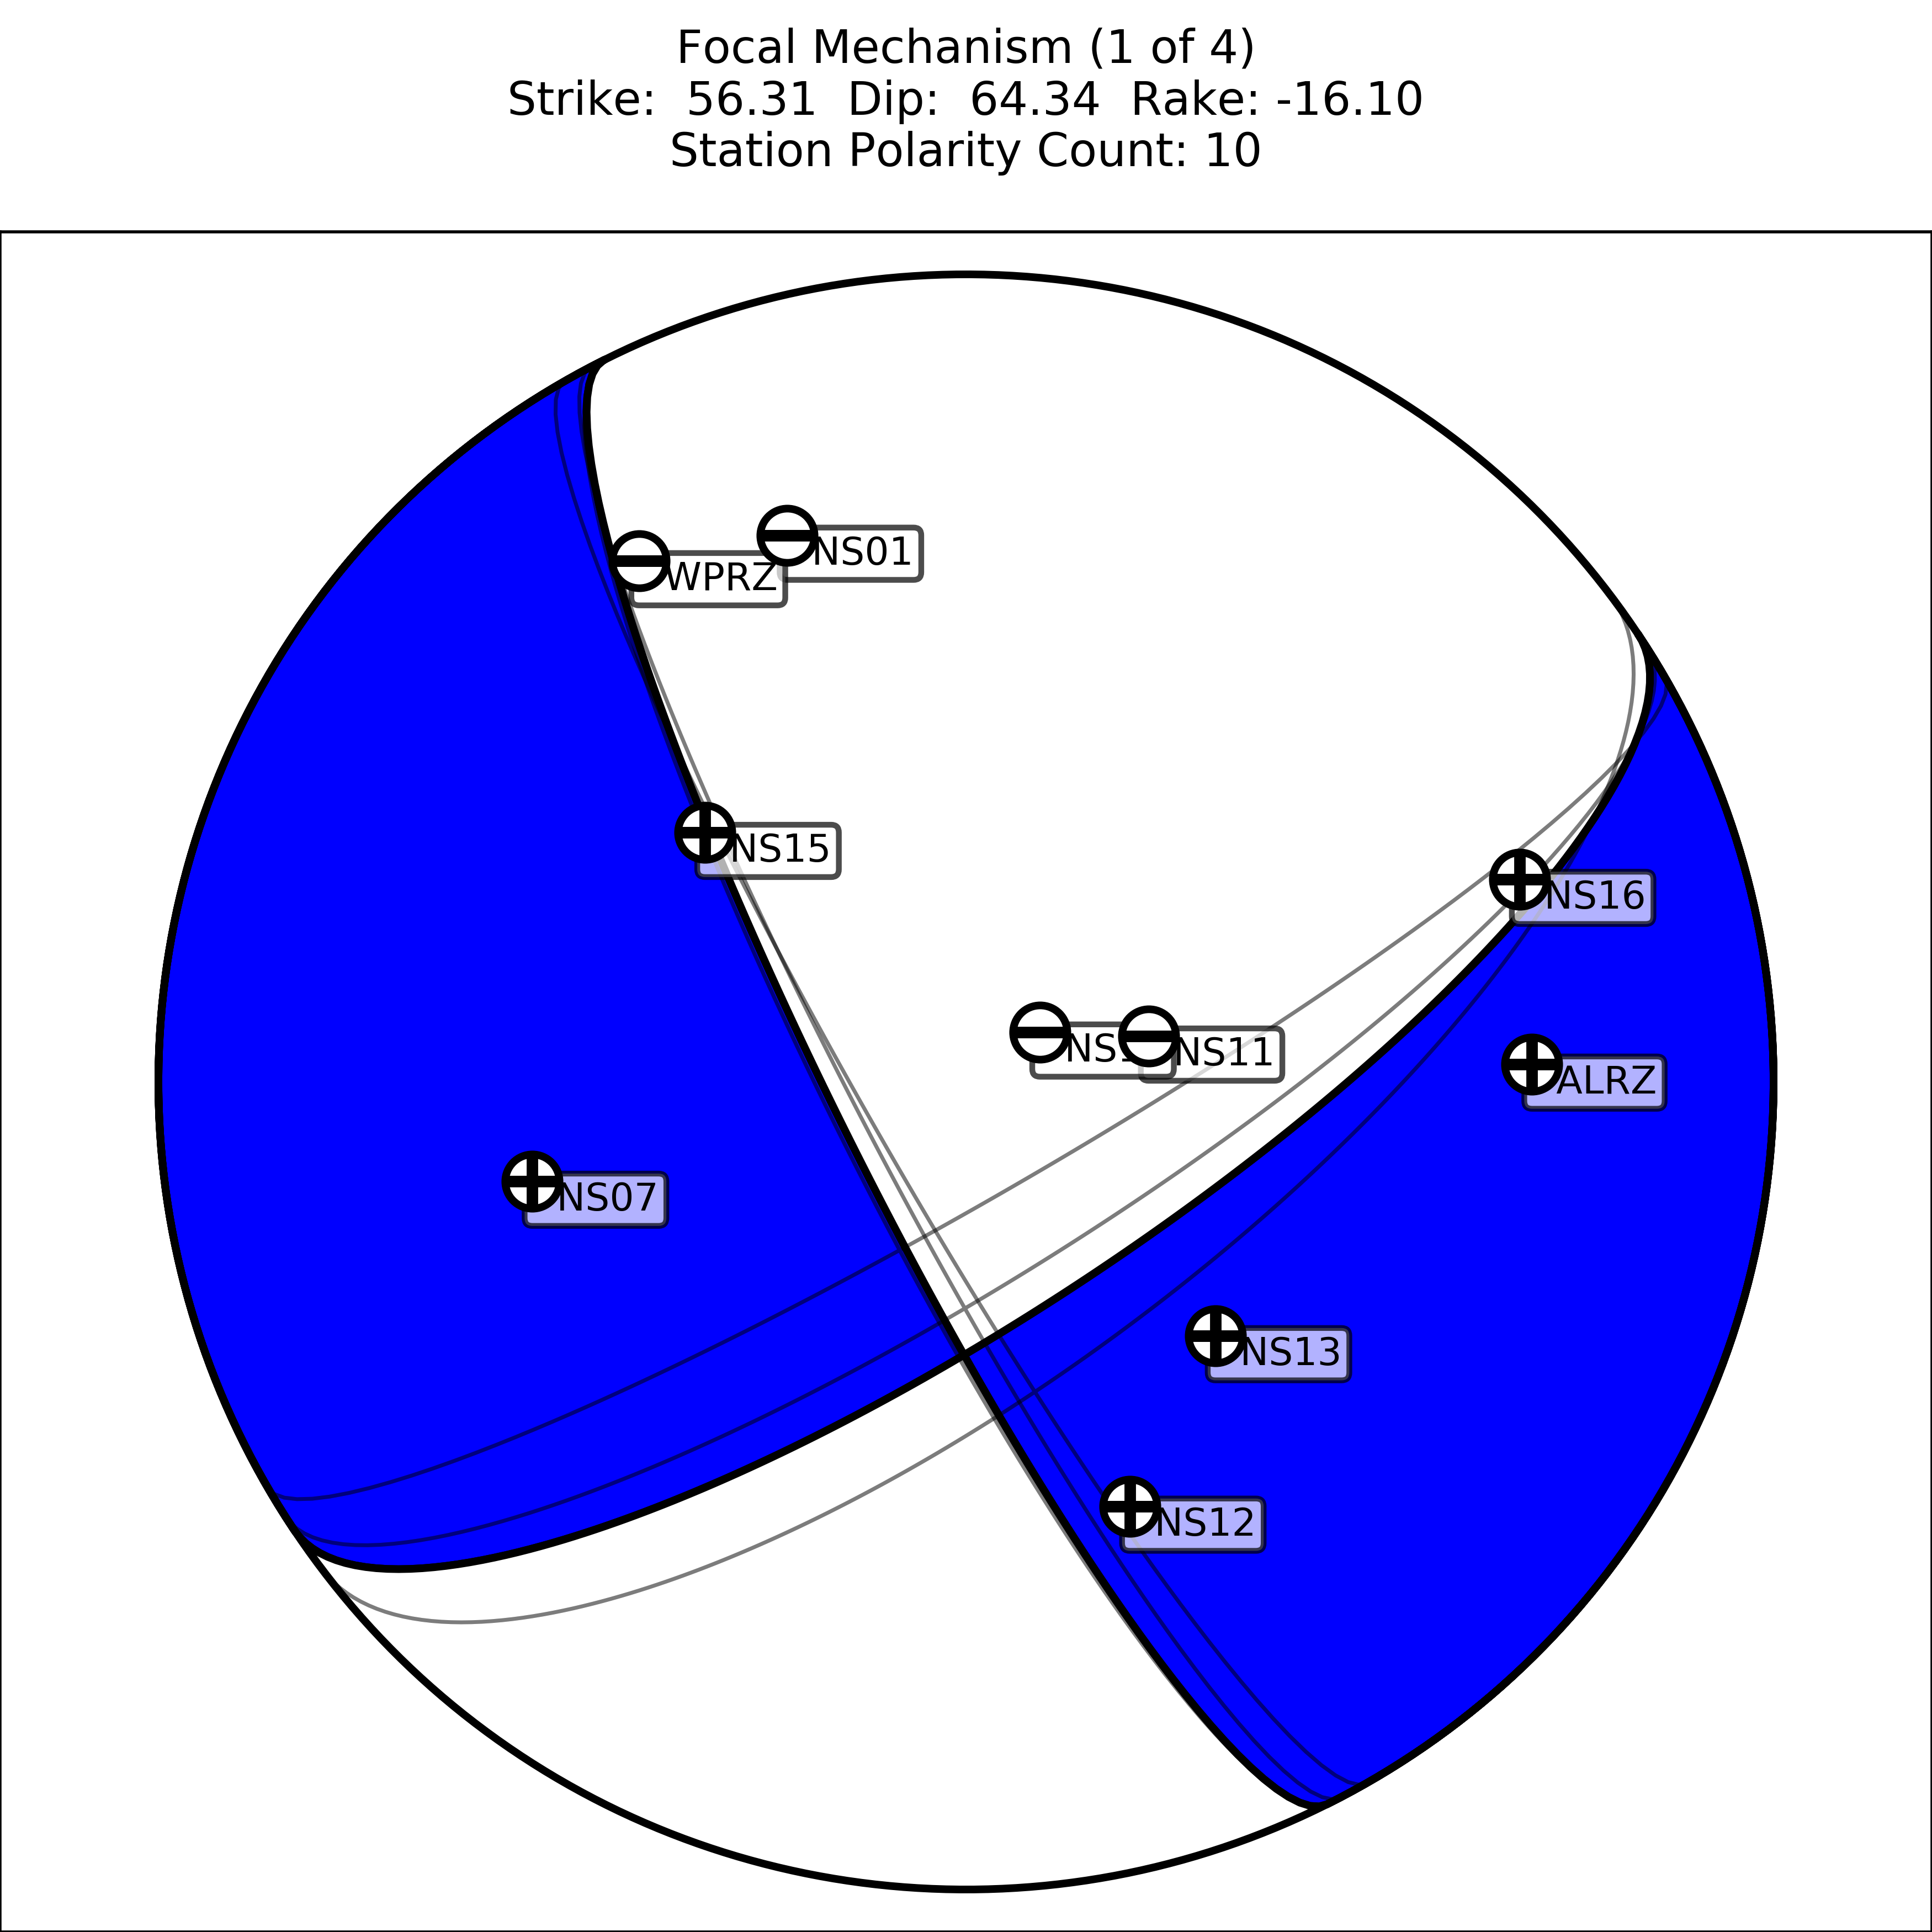 Focal Mechanism (1 of 4)
Strike: 56.31 Dip: 64.34 Rake: -16.10
Station Polarity Count: 10
NS01
WPRZ
NS15
NS16
NS11
ALRZ
NS07
NS13
NS12